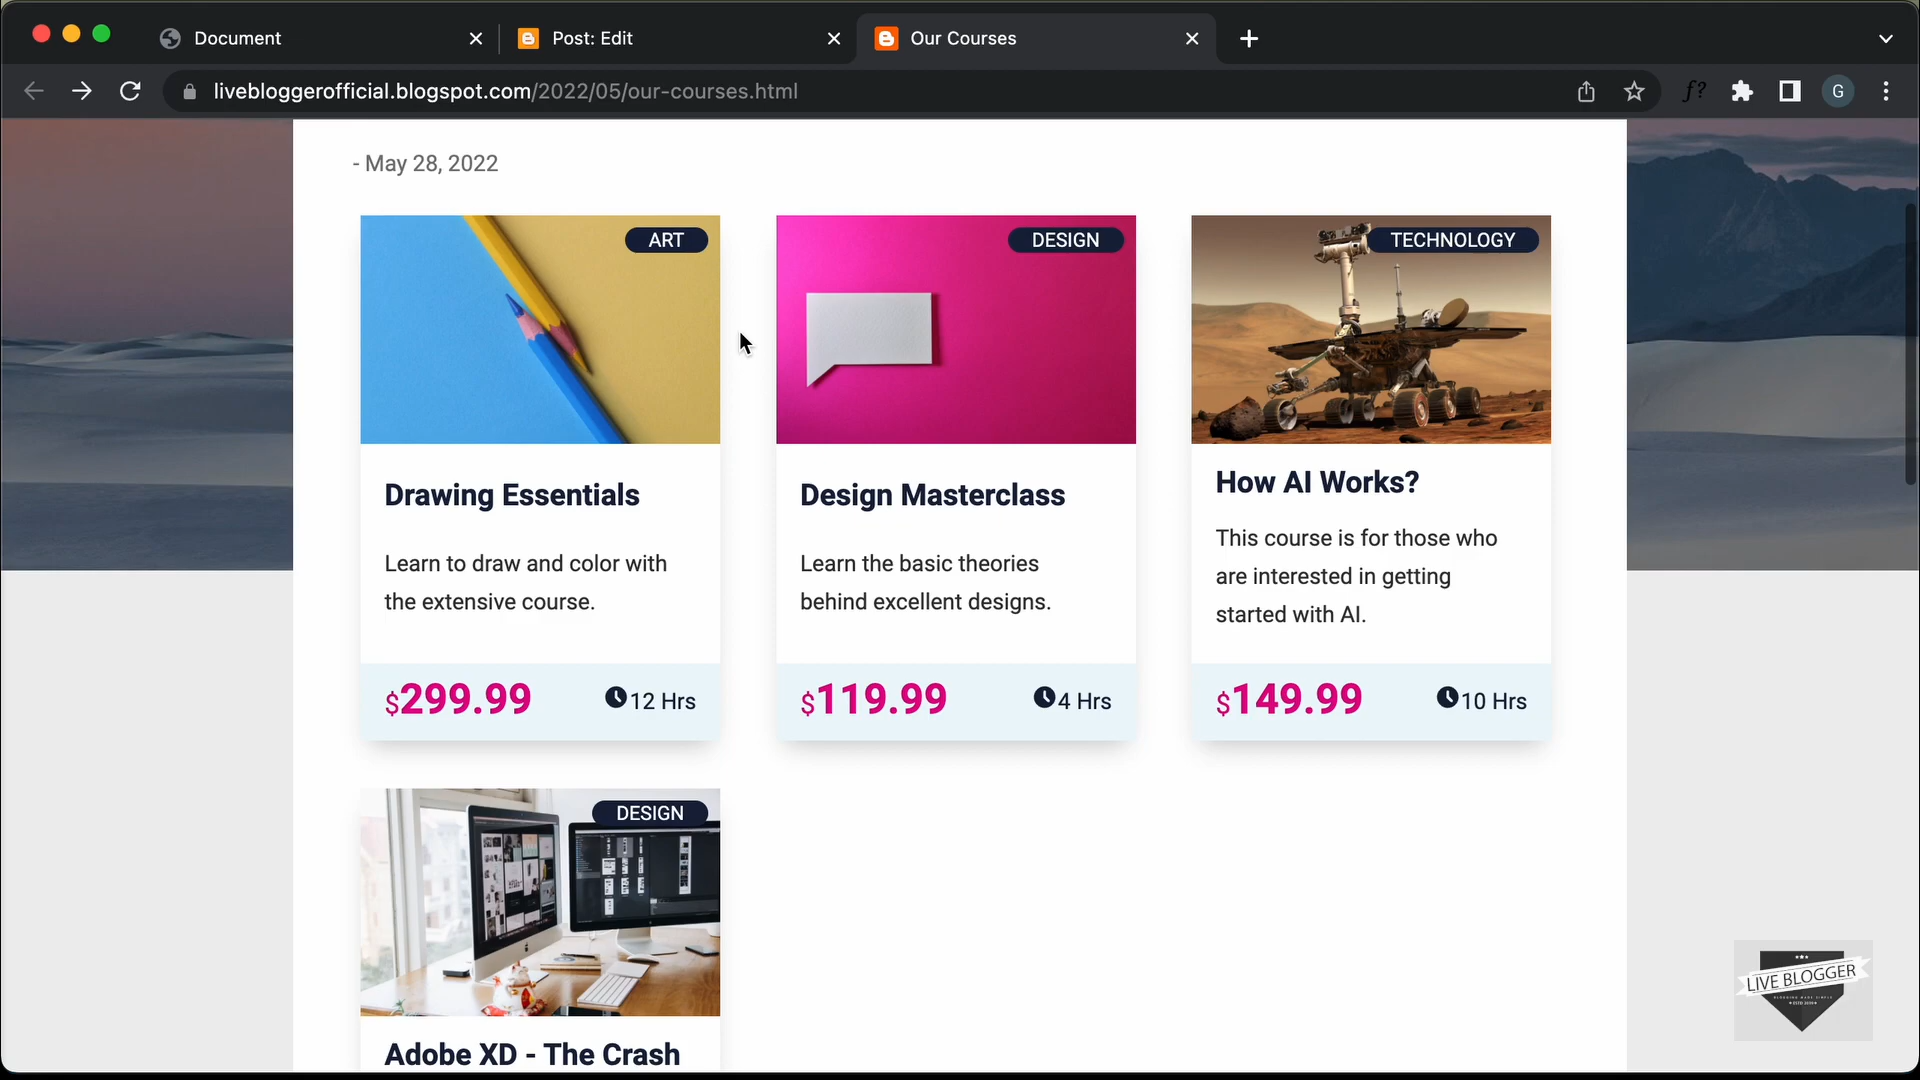 Document
Post: Edit
Our Courses
livebloggerofficial.blogspot.com/2022/05/our-courses.html
f?
G
- May 28, 2022
ART
DESIGN
TECHNOLOGY
Drawing Essentials
Learn to draw and color with
the extensive course.
$299.99
12 Hrs
Design Masterclass
Learn the basic theories
behind excellent designs.
$119.99
4 Hrs
How AI Works?
This course is for those who
are interested in getting
started with AI.
$149.99
10 Hrs
DESIGN
Adobe XD - The Crash
LIVE BLOGGER
BLOGGING MADE SIMPLE